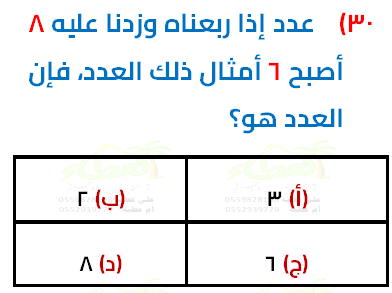 ٣٠) عدد إذا ربعناه وزدنا عليه ٨
أصبح ٦ أمثال ذلك العدد، فإن
العدد هو؟
(أ) ٣
(ب) ٢
(ج) ٦
(د) ٨